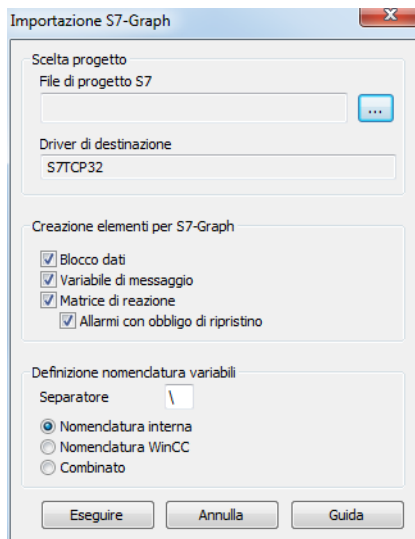 Importazione S7-Graph
Scelta progetto
File di progetto S7
...
Driver di destinazione
S7TCP32
Creazione elementi per S7-Graph
Blocco dati
Variabile di messaggio
Matrice di reazione
Allarmi con obbligo di ripristino
Definizione nomenclatura variabili
Separatore \
Nomenclatura interna
Nomenclatura WinCC
Combinato
Eseguire Annulla Guida